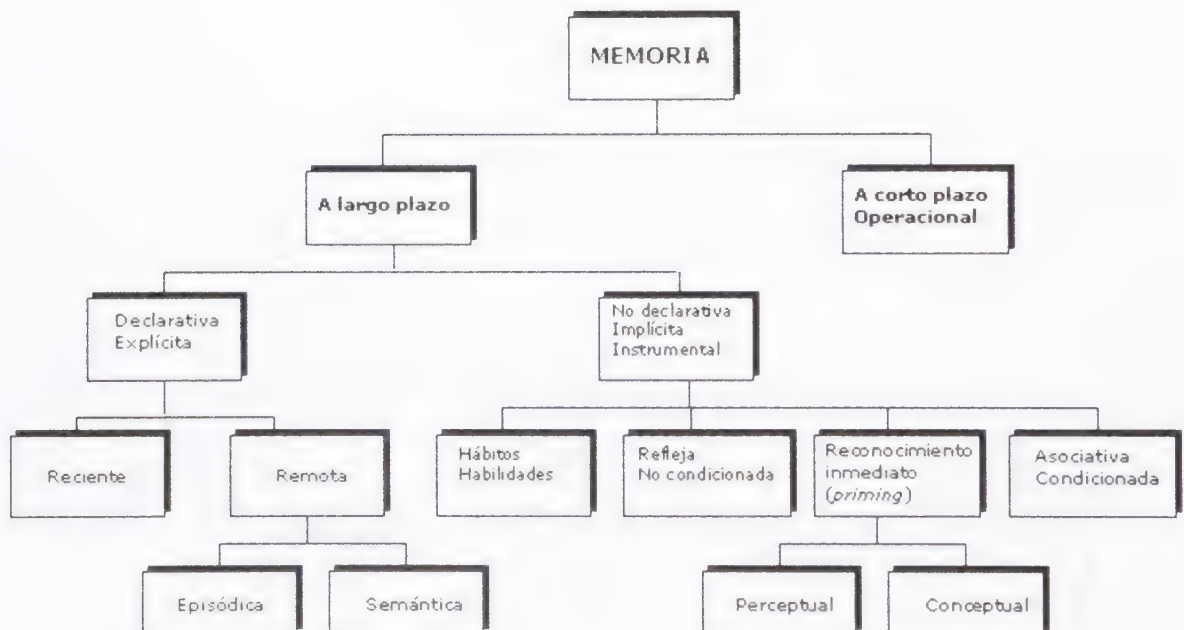 MEMORIA
A largo plazo
A corto plazo
Operacional
Declarativa
Explícita
No declarativa
Implícita
Instrumental
Reciente
Remota
Hábitos
Habilidades
Refleja
No condicionada
Reconocimiento
inmediato
(priming)
Asociativa
Condicionada
Episódica
Semántica
Perceptual
Conceptual